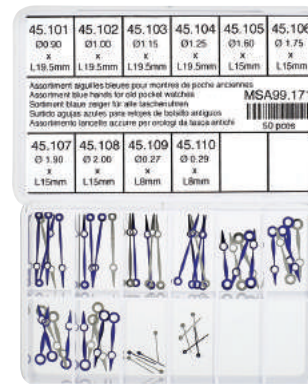 45.101 45.102 45.103 45.104 45.105 45.106
Ø0.90 Ø1.00 Ø1.15 Ø1.25 Ø1.60 Ø 1.75
x x x x x x
L19.5mm L19.5mm L19.5mm L19.5mm L15mm L15mm
Assortiment aiguilles bleues pour montres de poche anciennes
Assortment blue hands for old pocket watches
Sortiment blaue zeiger für alte taschenuhren
Surtido agujas azules para relojes de bolsillo antiguos
Assortimento lancette azzurre per orologi da tasca antichi
MSA99.171
50 pces
45.107 45.108 45.109 45.110
Ø 1.90 Ø 2.00 Ø0.27 Ø 0.29
x x x x
L15mm L15mm L8mm L8mm